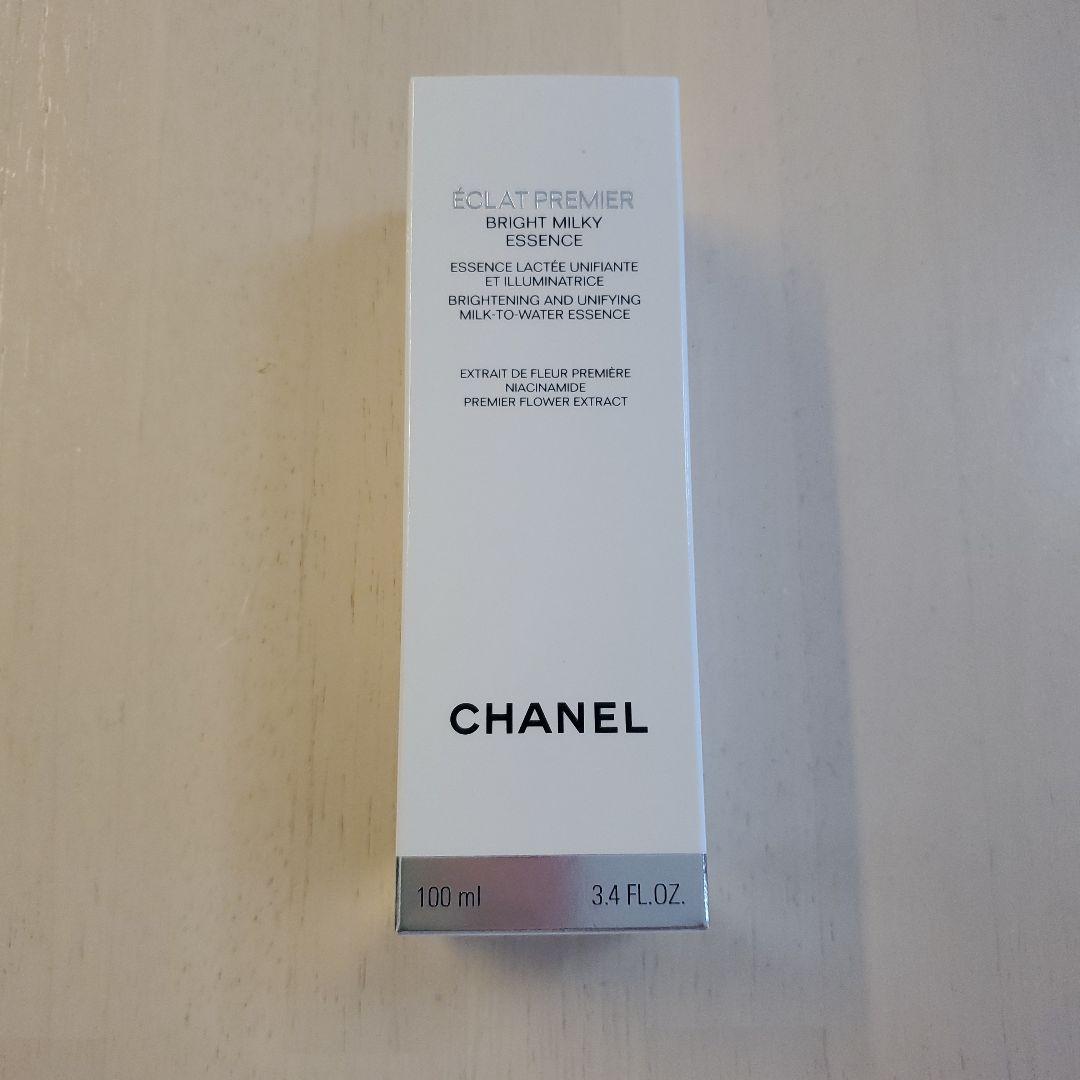 ÉCLAT PREMIER
BRIGHT MILKY
ESSENCE
ESSENCE LACTÉE UNIFIANTE
ET ILLUMINATRICE
BRIGHTENING AND UNIFYING
MILK-TO-WATER ESSENCE
EXTRAIT DE FLEUR PREMIÈRE
NIACINAMIDE
PREMIER FLOWER EXTRACT
CHANEL
100 ml 3.4 FL.OZ.